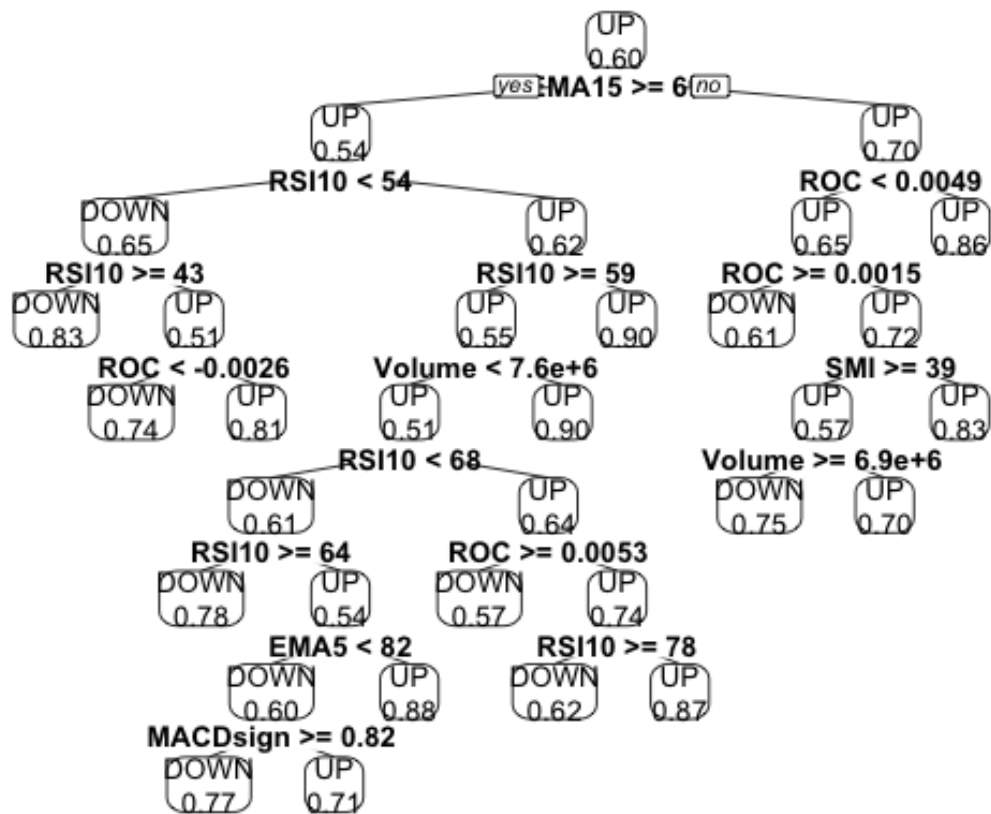 UP
0.60
yes EMA15 >= 6 no
UP UP
0.54 0.70
RSI10 < 54 ROC < 0.0049
DOWN UP UP UP
0.65 0.62 0.65 0.86
RSI10 >= 43 RSI10 >= 59 ROC >= 0.0015
DOWN UP UP UP DOWN UP
0.83 0.51 0.55 0.90 0.61 0.72
ROC < -0.0026 Volume < 7.6e+6 SMI >= 39
DOWN UP UP UP UP UP
0.74 0.81 0.51 0.90 0.57 0.83
RSI10 < 68 Volume >= 6.9e+6
DOWN UP DOWN UP
0.61 0.64 0.75 0.70
RSI10 >= 64 ROC >= 0.0053
DOWN UP DOWN UP
0.78 0.54 0.57 0.74
EMA5 < 82 RSI10 >= 78
DOWN UP DOWN UP
0.60 0.88 0.62 0.87
MACDsign >= 0.82
DOWN UP
0.77 0.71